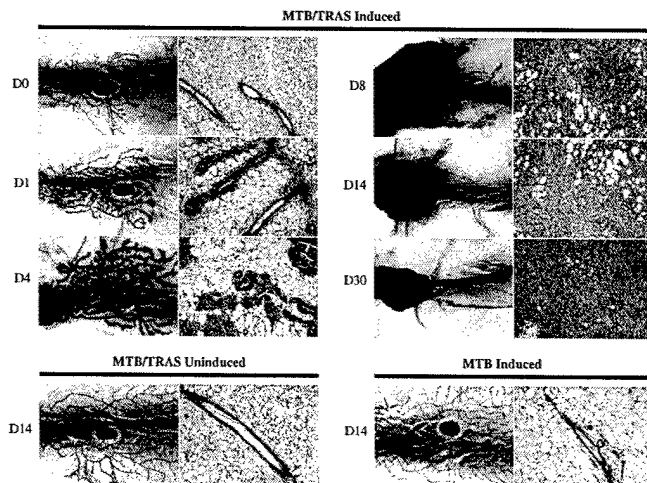 MTB/TRAS Induced
D0
D8
D1
D14
D4
D30
MTB/TRAS Uninduced
MTB Induced
D14
D14